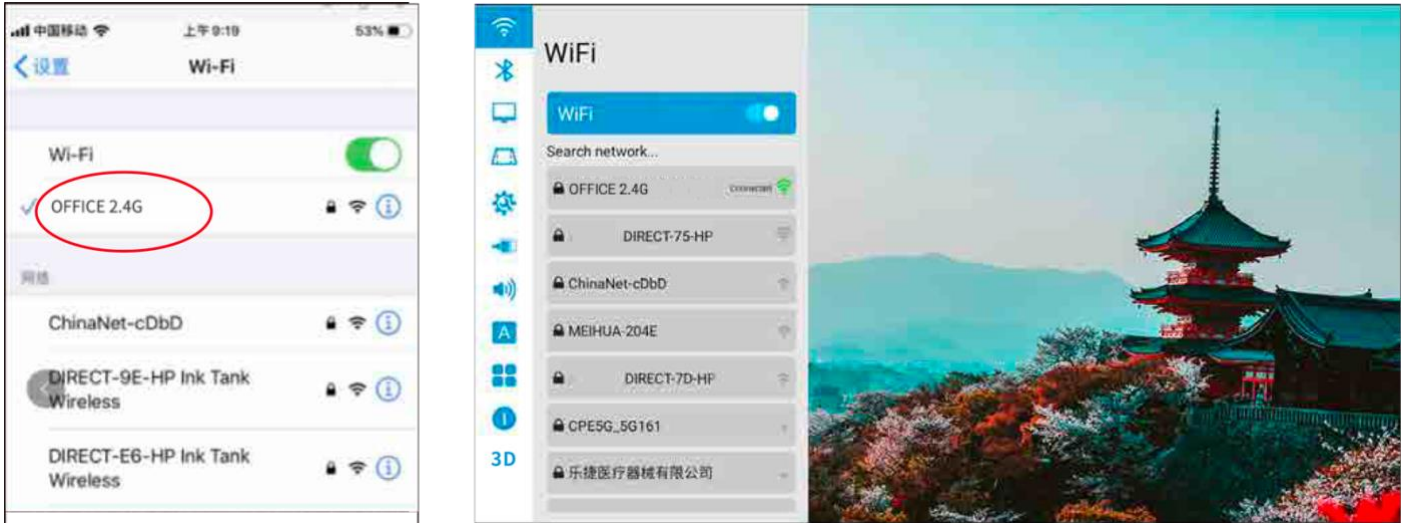 中国移动
上午9:19
53%
设置
Wi-Fi
Wi-Fi
OFFICE 2.4G
网络
ChinaNet-cDbD
DIRECT-9E-HP Ink Tank
Wireless
DIRECT-E6-HP Ink Tank
Wireless
WiFi
WiFi
Search network...
OFFICE 2.4G
Connected
DIRECT-75-HP
ChinaNet-cDbD
MEIHUA-204E
DIRECT-7D-HP
CPE5G_5G161
乐捷医疗器械有限公司
A
3D